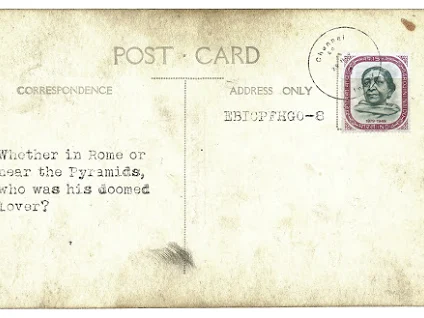 Chennai
POST - CARD
CORRESPONDENCE
ADDRESS ONLY
EBIOPFHGO-8
Whether in Rome or
near the Pyramids,
who was his doomed
lover?